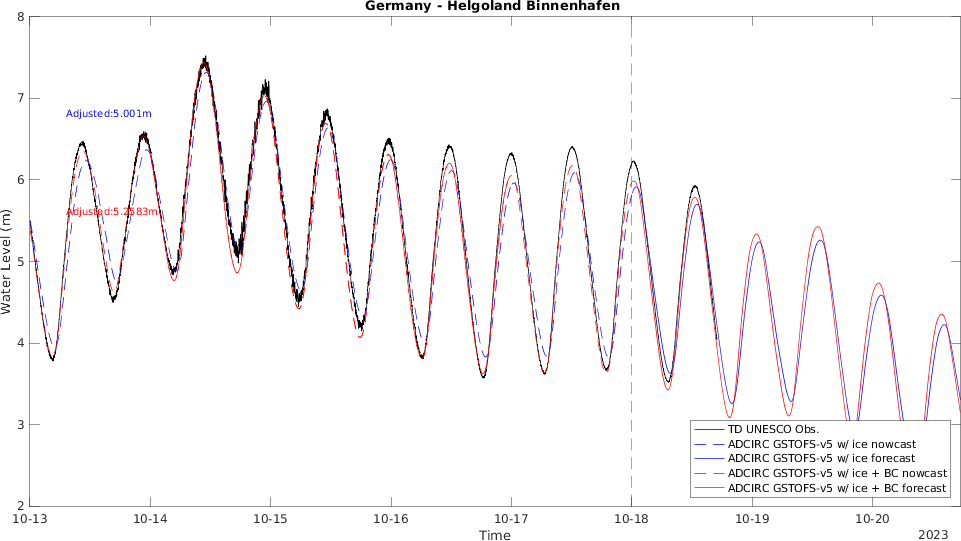 Germany - Helgoland Binnenhafen
8
7
6
5
4
3
2
Water Level (m)
Adjusted:5.001m
Adjusted:5.2583m
TD UNESCO Obs.
ADCIRC GSTOFS-v5 w/ ice nowcast
ADCIRC GSTOFS-v5 w/ ice forecast
ADCIRC GSTOFS-v5 w/ ice + BC nowcast
ADCIRC GSTOFS-v5 w/ ice + BC forecast
10-13 10-14 10-15 10-16 10-17 10-18 10-19 10-20
Time
2023